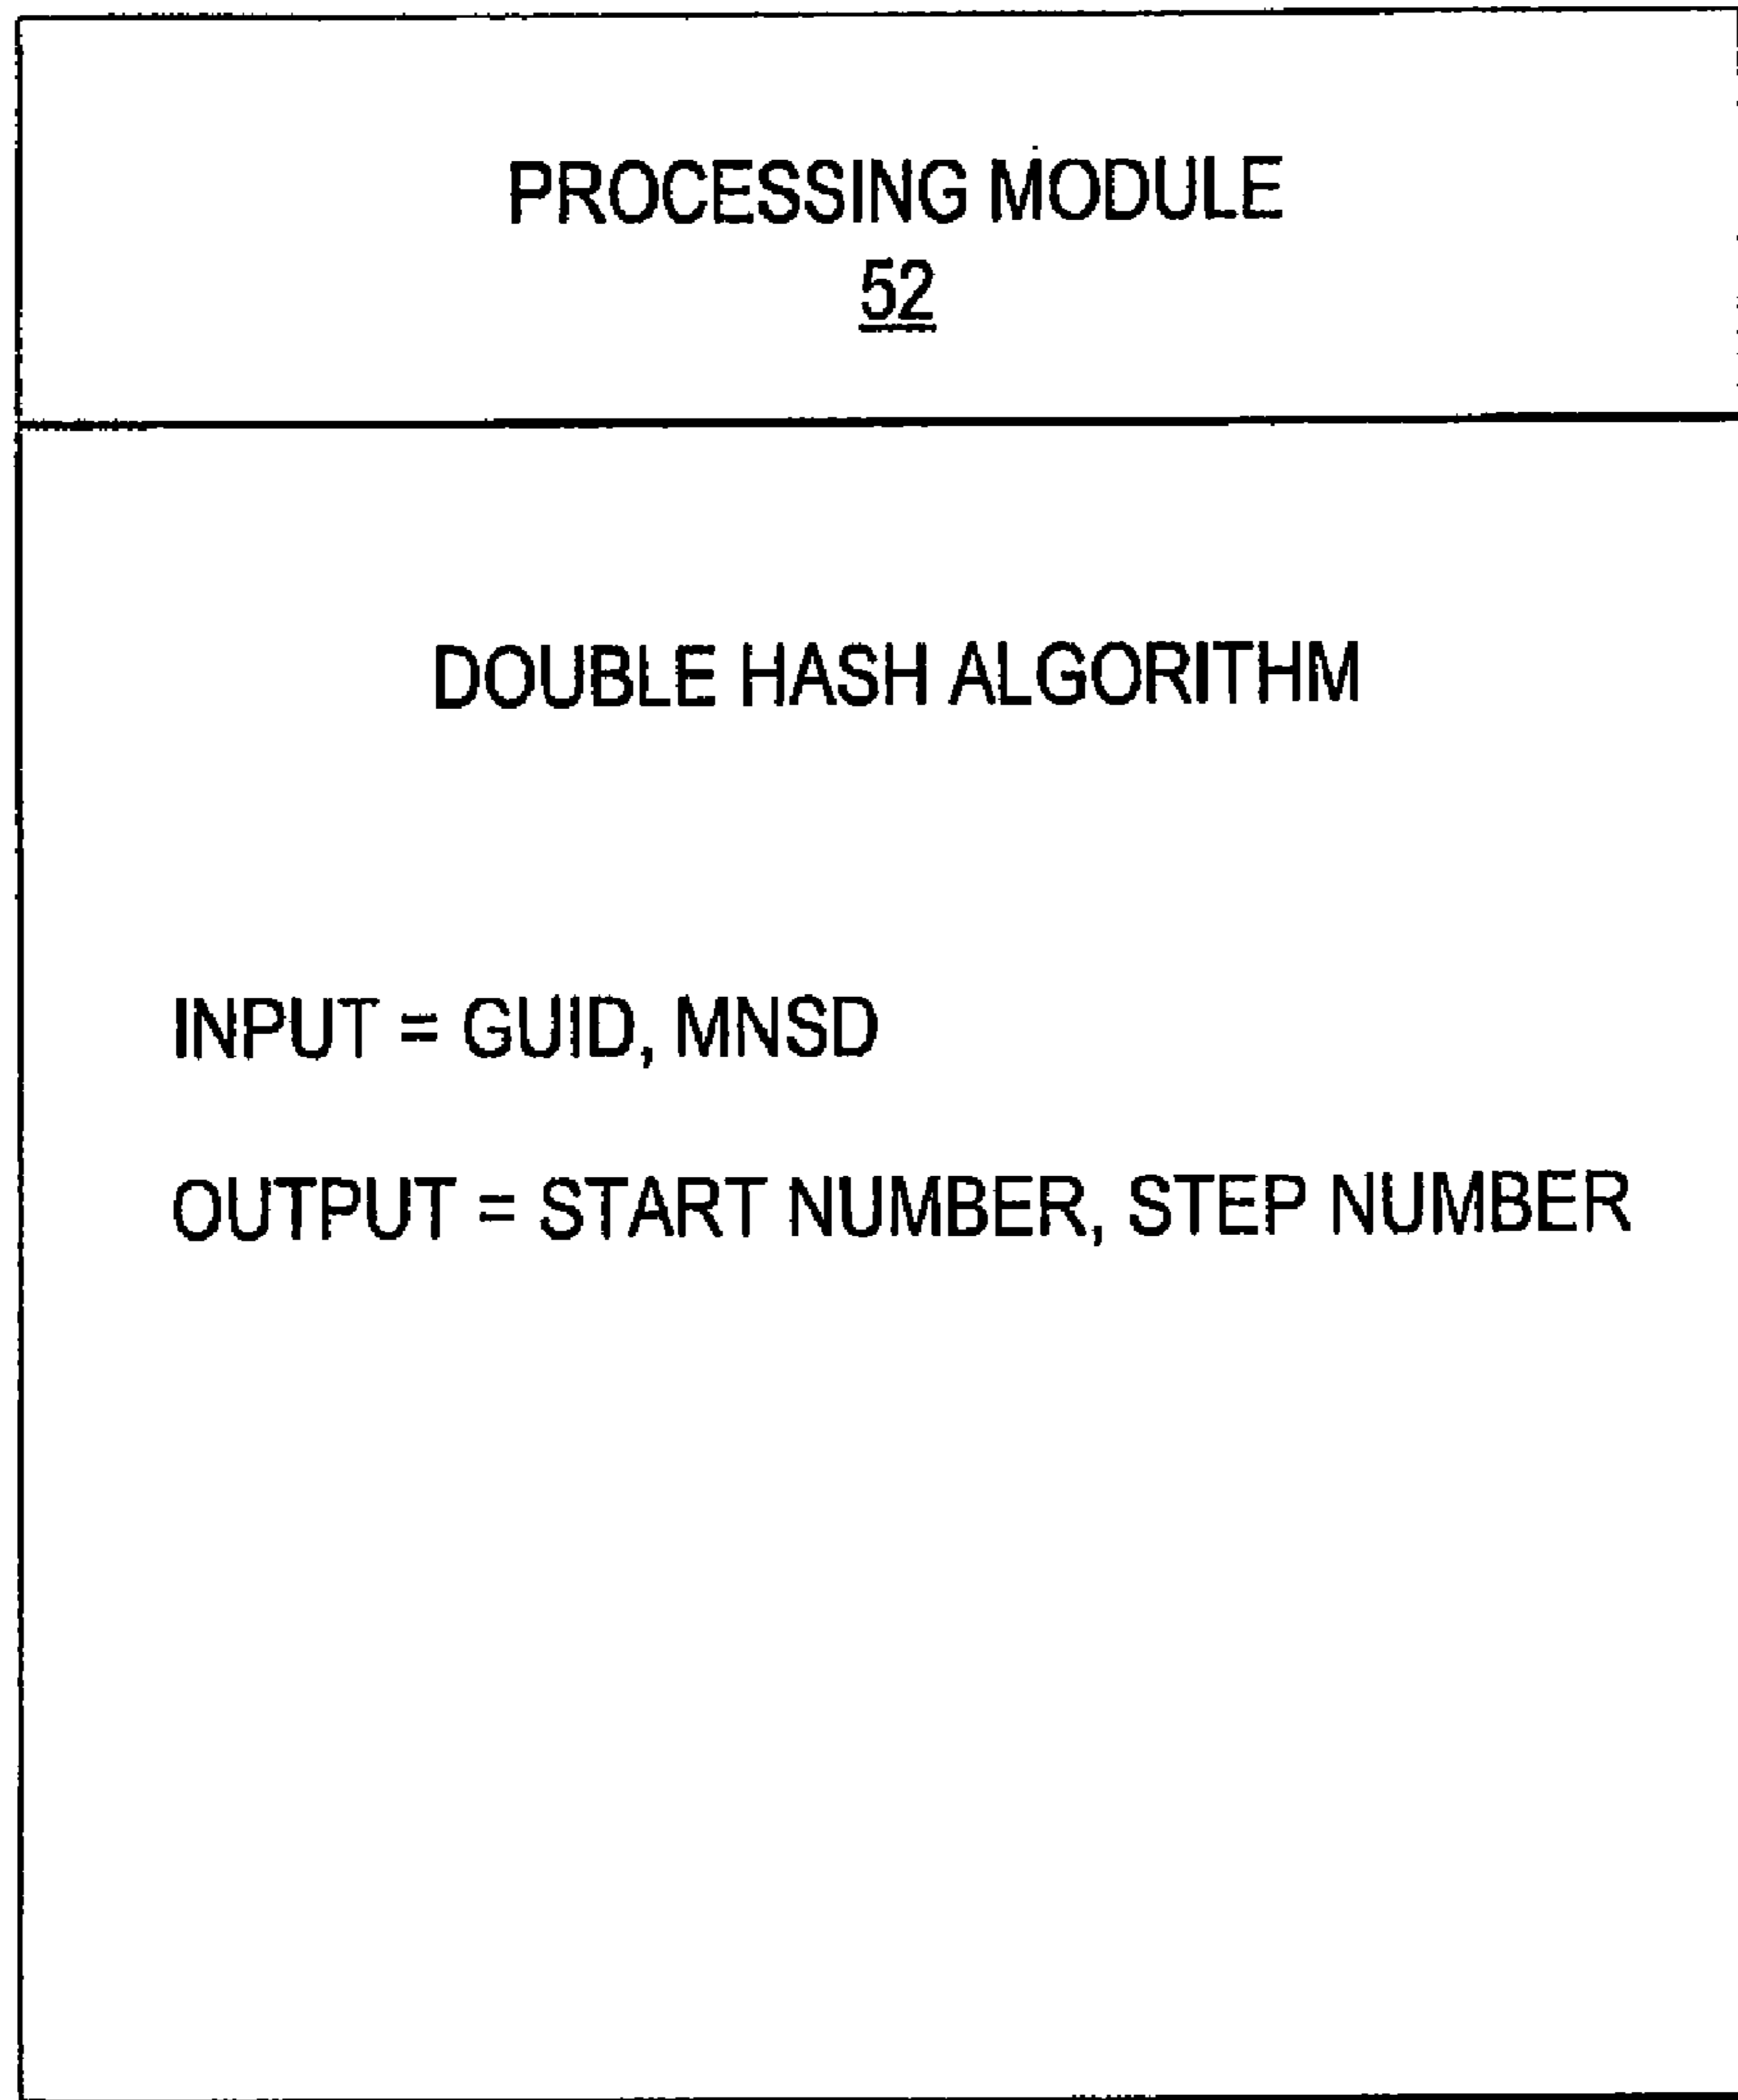 PROCESSING MODULE
52
DOUBLE HASH ALGORITHM
INPUT = GUID, MNSD
OUTPUT = START NUMBER, STEP NUMBER